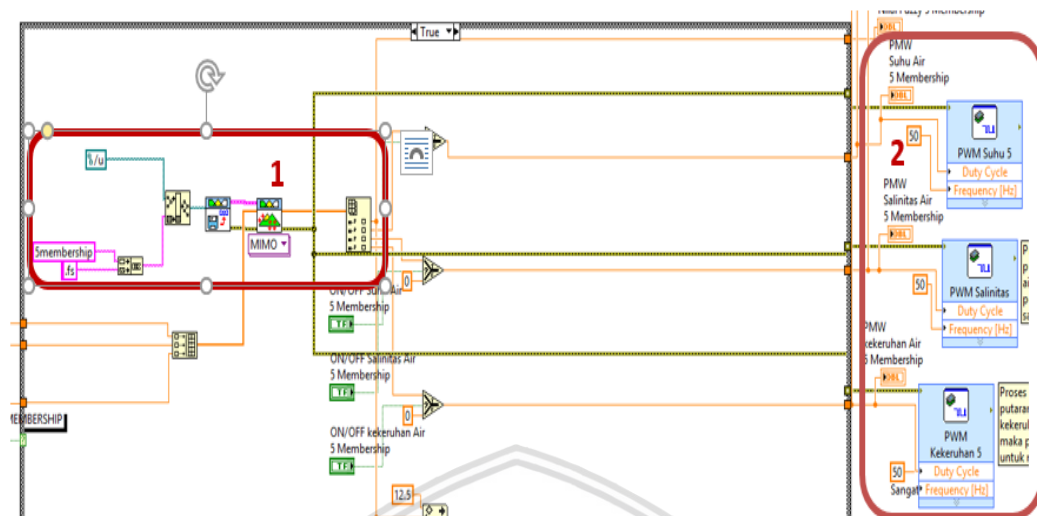 True
PMW
Suhu Air
5 Membership
DBL
50
PWM Suhu 5
Duty Cycle
Frequency [Hz]
1
2
MIMO
5membership
.fs
PMW
Salinitas Air
5 Membership
DBL
50
PWM Salinitas
Duty Cycle
Frequency [Hz]
0
ON/OFF Suhu Air
5 Membership
TF
ON/OFF Salinitas Air
5 Membership
TF
PMW
kekeruhan Air
5 Membership
DBL
0
ON/OFF kekeruhan Air
5 Membership
TF
MEMBERSHIP
PWM
Kekeruhan 5
50
Duty Cycle
Sangat
Frequency [Hz]
Proses
putaran
maka p
untuk
12.5